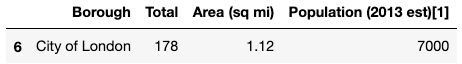 Borough Total Area (sq mi) Population (2013 est)[1]
6 City of London 178 1.12 7000